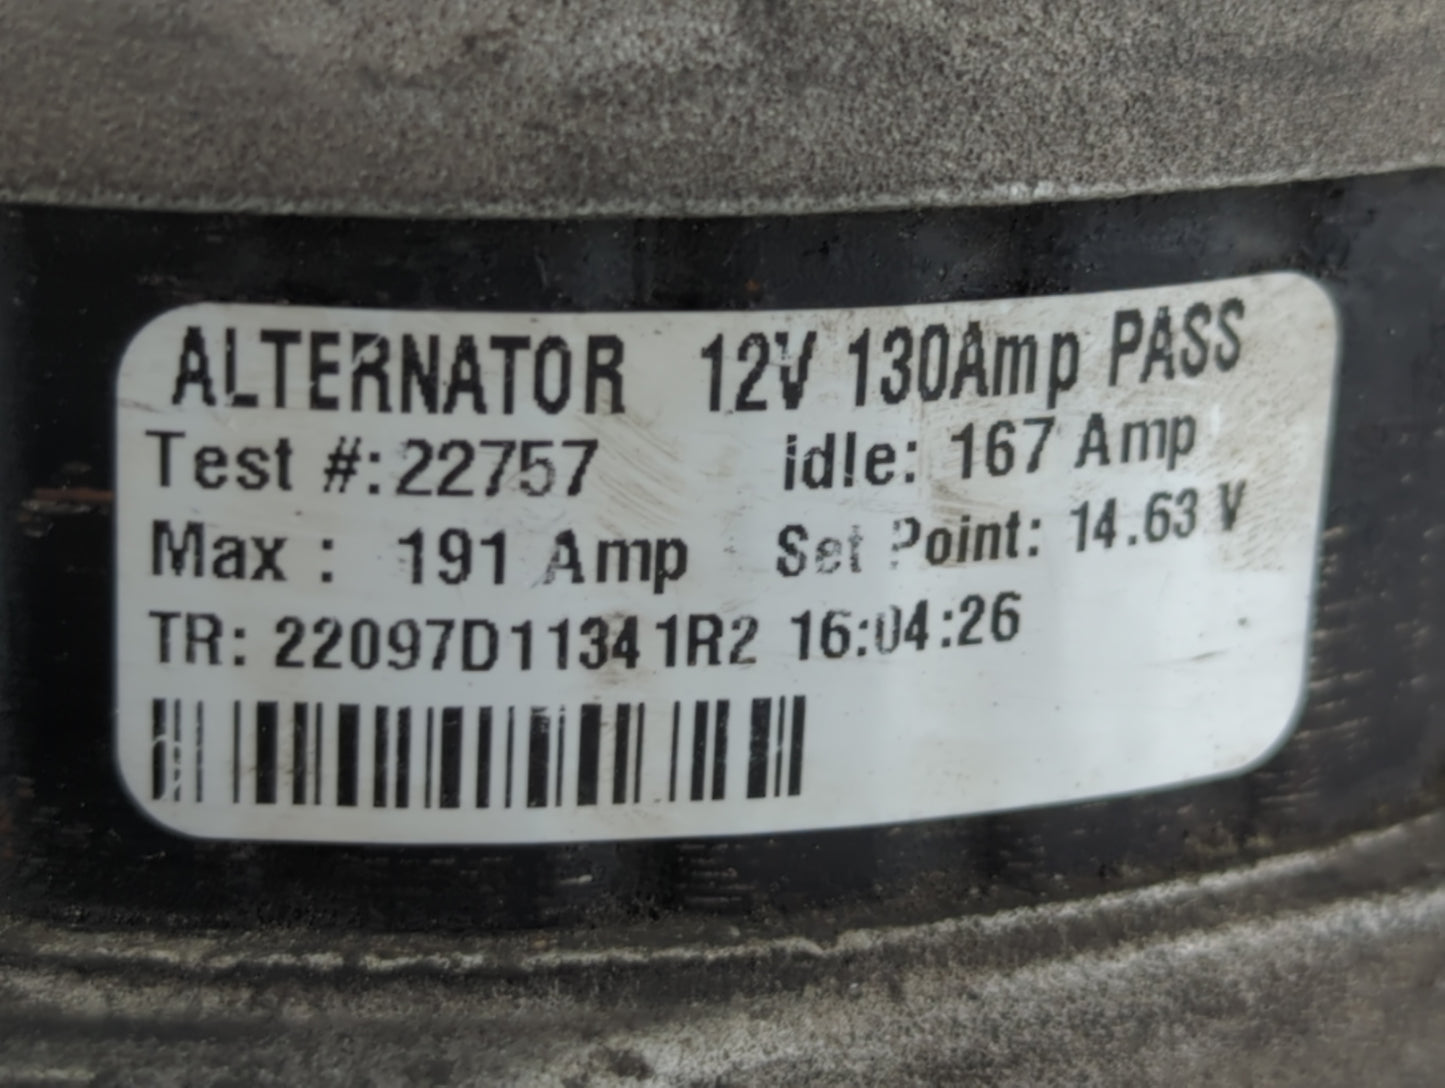 ALTERNATOR 12V 130Amp PASS
Test #:22757 idle: 167 Amp
Max : 191 Amp Set Point: 14.63 V
TR: 22097D11341R2 16:04:26